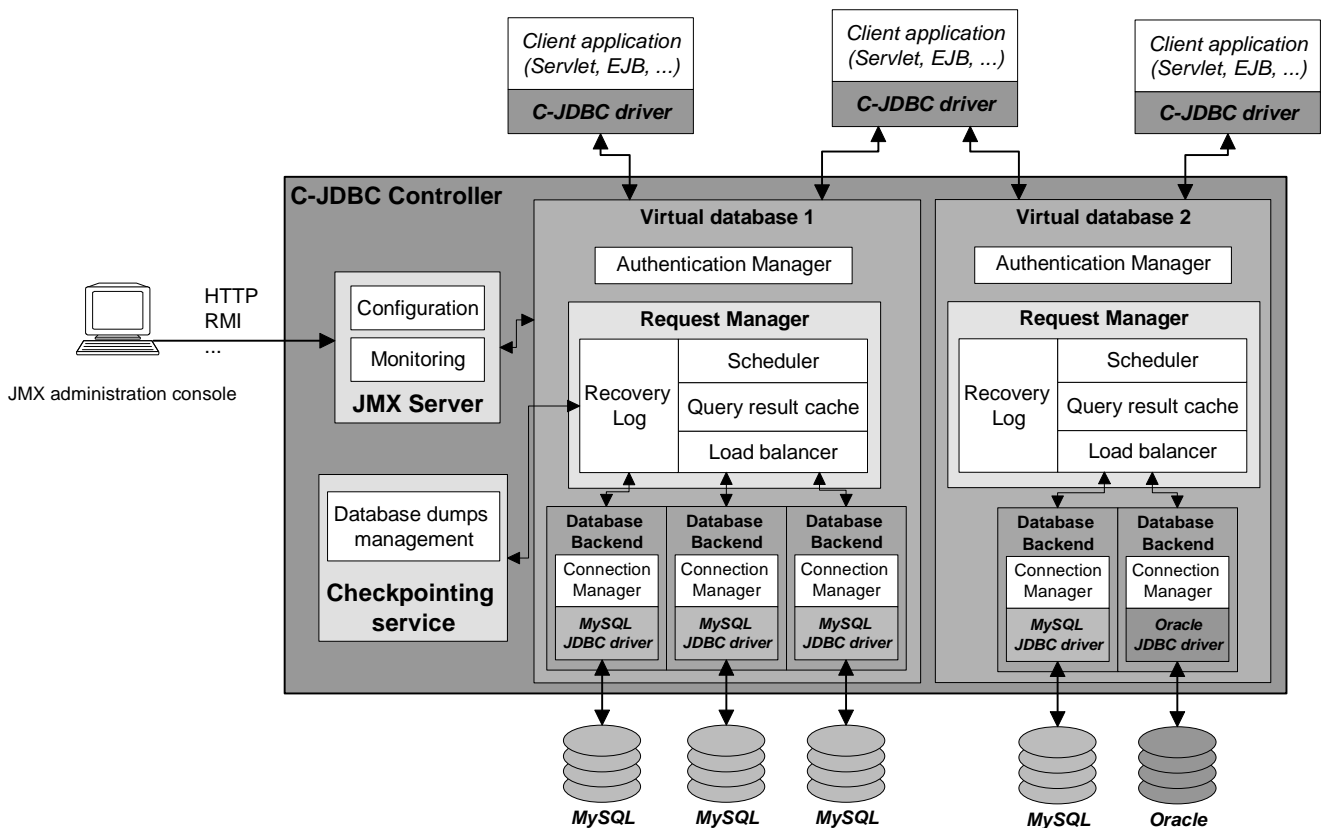 Client application
(Servlet, EJB, ...)
C-JDBC driver
Client application
(Servlet, EJB, ...)
C-JDBC driver
Client application
(Servlet, EJB, ...)
C-JDBC driver
C-JDBC Controller
Virtual database 1
Virtual database 2
Authentication Manager
Authentication Manager
HTTP
RMI
...
JMX administration console
Configuration
Monitoring
JMX Server
Request Manager
Recovery
Log
Scheduler
Query result cache
Load balancer
Request Manager
Recovery
Log
Scheduler
Query result cache
Load balancer
Database dumps
management
Checkpointing
service
Database
Backend
Connection
Manager
MySQL
JDBC driver
Database
Backend
Connection
Manager
MySQL
JDBC driver
Database
Backend
Connection
Manager
MySQL
JDBC driver
Database
Backend
Connection
Manager
MySQL
JDBC driver
Database
Backend
Connection
Manager
Oracle
JDBC driver
MySQL
MySQL
MySQL
MySQL
Oracle